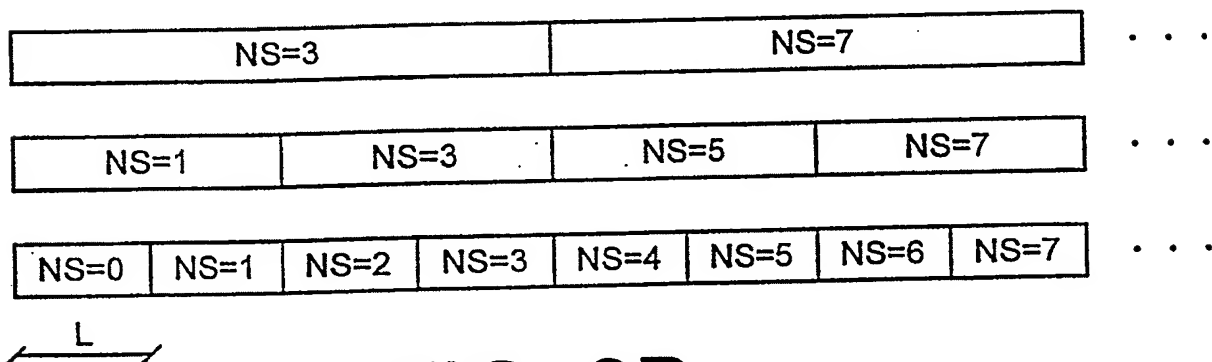 NS=3 NS=7 . . .
NS=1 NS=3 NS=5 NS=7 . . .
NS=0 NS=1 NS=2 NS=3 NS=4 NS=5 NS=6 NS=7 . . .
L